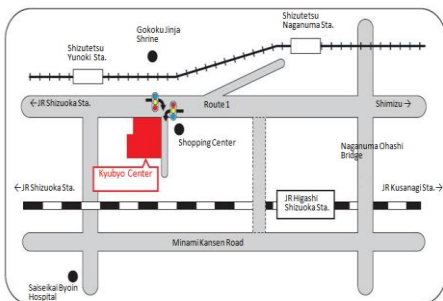 Shizutetsu
Naganuma Sta.
Gokoku Jinja
Shrine
Shizutetsu
Yunoki Sta.
←JR Shizuoka Sta.
Route 1
Shimizu
Shopping Center
Naganuma Ohashi
Bridge
Kyubyo Center
←JR Shizuoka Sta.
JR Higashi
Shizuoka Sta.
JR Kusanagi Sta.→
Minami Kansen Road
Saiseikai Byoin
Hospital